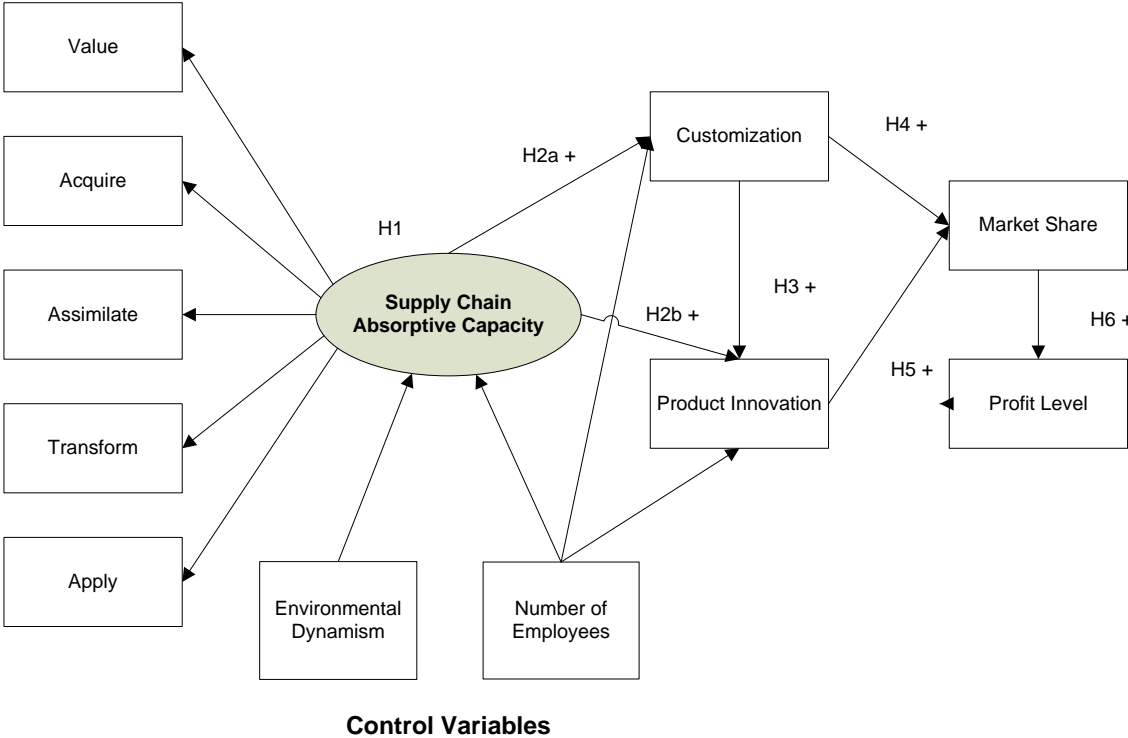 Value
Acquire
Assimilate
Transform
Apply
H1
H2a +
Supply Chain
Absorptive Capacity
H2b +
Customization
H3 +
Product Innovation
H4 +
Market Share
H5 +
H6 +
Profit Level
Environmental
Dynamism
Number of
Employees
Control Variables